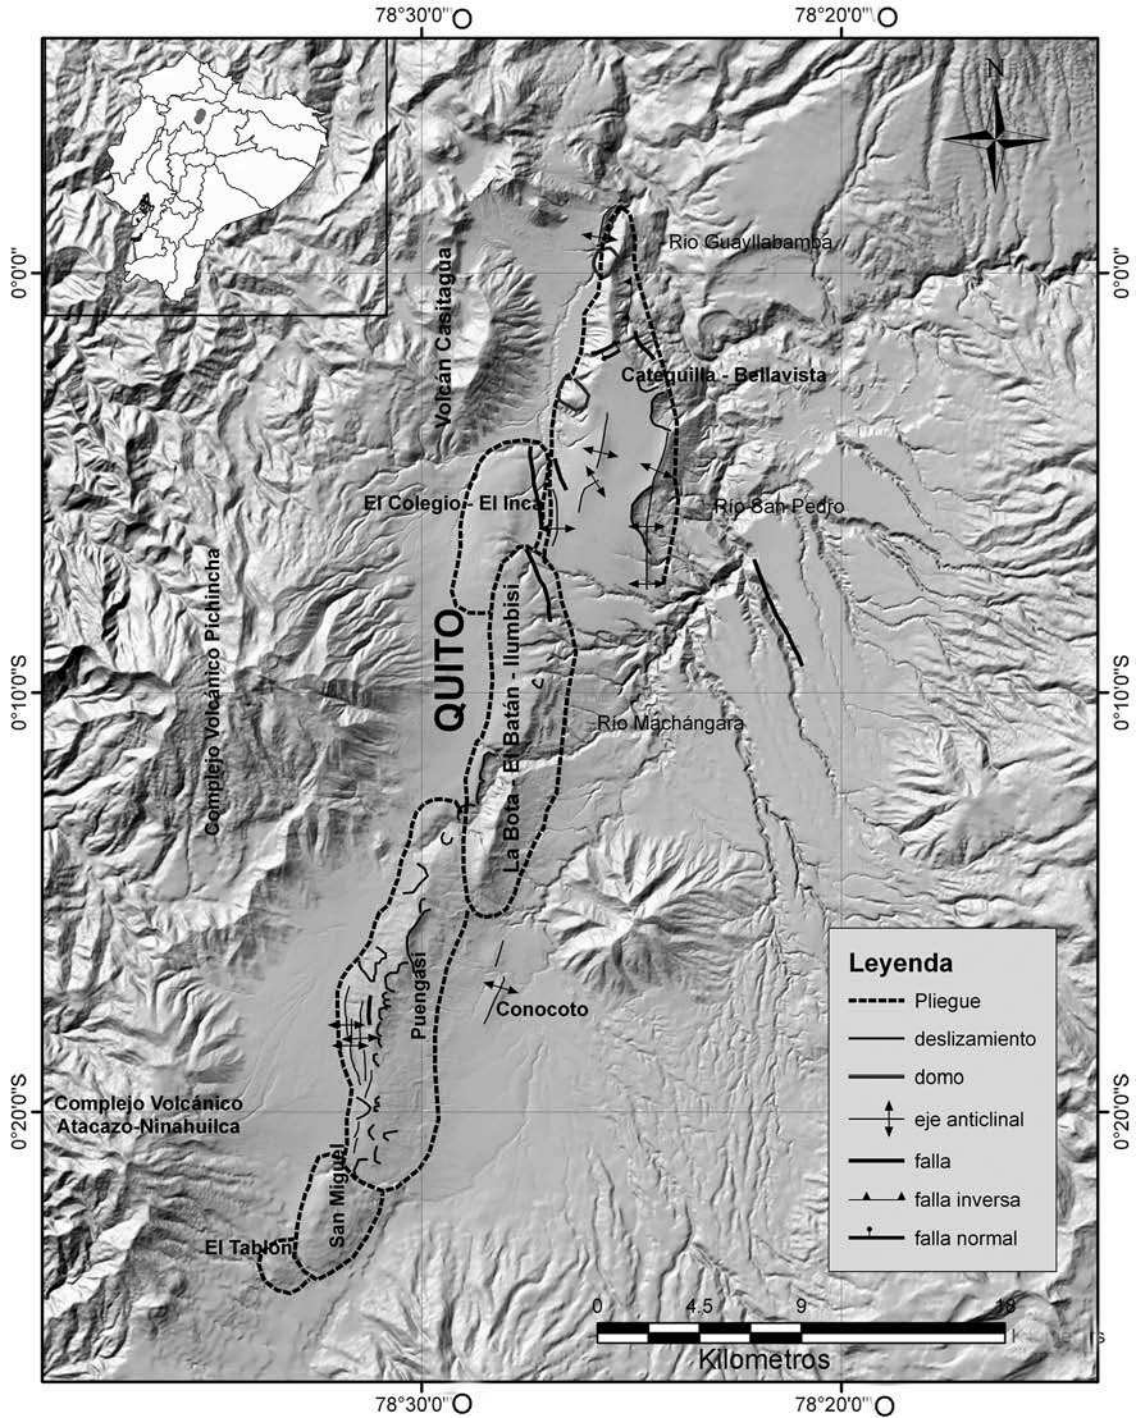 78°30'0"O
78°20'0"O
N
0°0'0"
0°0'0"
Río Guayllabamba
Volcán Casitagua
Catequilla - Bellavista
El Colegio - El Inca
Río San Pedro
Complejo Volcánico Pichincha
QUITO
La Bota - El Batán - Ilumbisi
0°10'0"S
0°10'0"S
Río Machángara
Puengasi
Conocoto
Complejo Volcánico
Atacazo-Ninahuilca
0°20'0"S
0°20'0"S
San Miguel
El Tablón
Leyenda
Pliegue
deslizamiento
domo
eje anticlinal
falla
falla inversa
falla normal
0 4.5 9 18
Kilometros
78°30'0"O
78°20'0"O